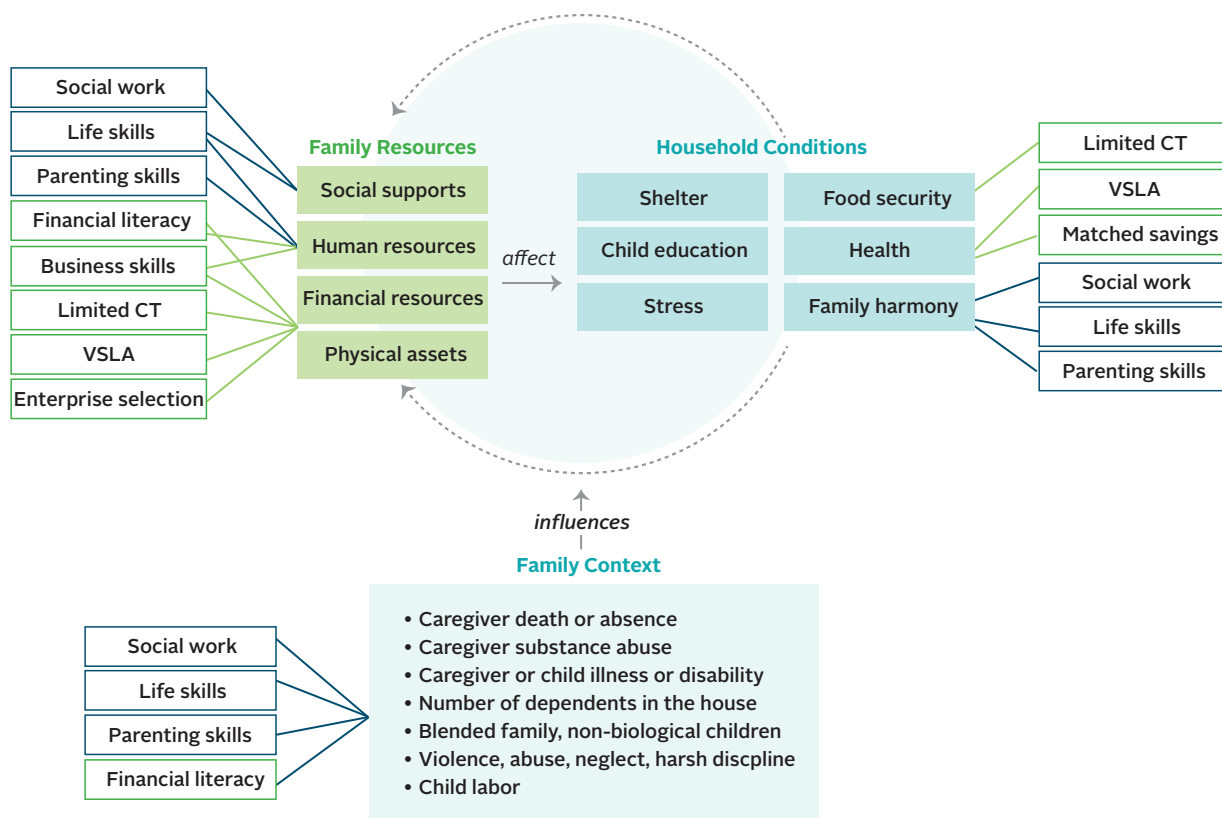 Social work
Life skills
Parenting skills
Financial literacy
Business skills
Limited CT
VSLA
Enterprise selection
Family Resources
Social supports
Human resources
Financial resources
Physical assets
affect
Household Conditions
Shelter
Food security
Child education
Health
Stress
Family harmony
Limited CT
VSLA
Matched savings
Social work
Life skills
Parenting skills
influences
Family Context
• Caregiver death or absence
• Caregiver substance abuse
• Caregiver or child illness or disability
• Number of dependents in the house
• Blended family, non-biological children
• Violence, abuse, neglect, harsh discpline
• Child labor
Social work
Life skills
Parenting skills
Financial literacy